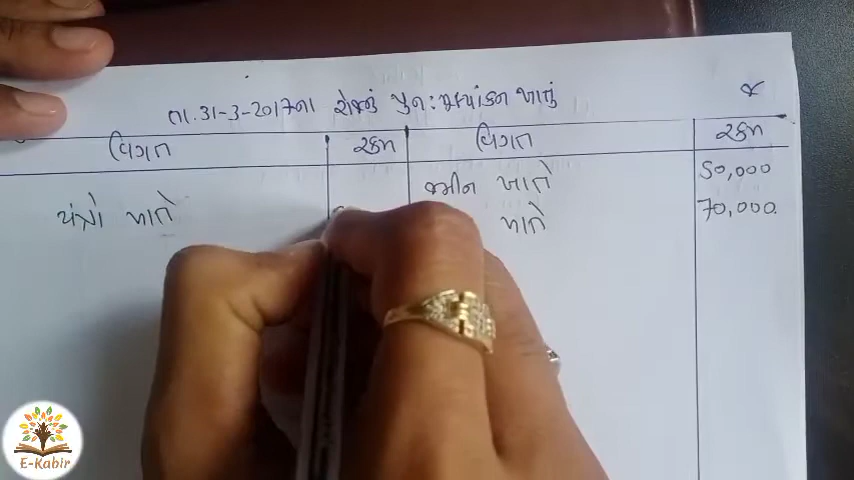 તા. 31-3-2017ના રોજનું પુન:મૂલ્યાંકન ખાતું
વિગત રકમ વિગત રકમ
જમીન ખાતે 50,000
યંત્રો ખાતે ખાતે 70,000
E-Kabir